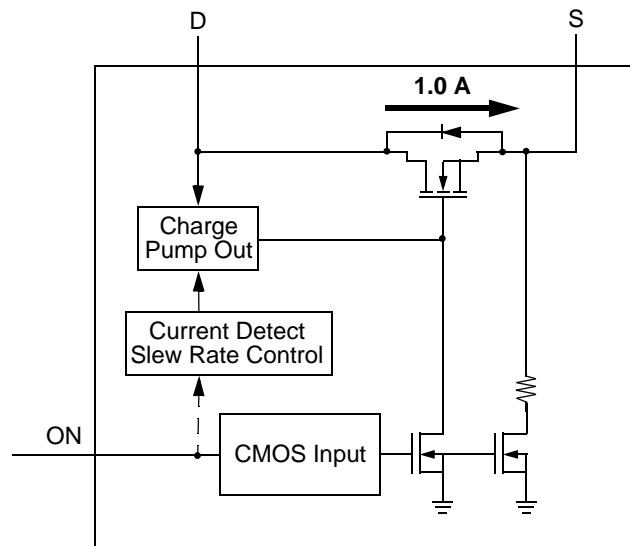 D
S
1.0 A
Charge
Pump Out
Current Detect
Slew Rate Control
ON
CMOS Input